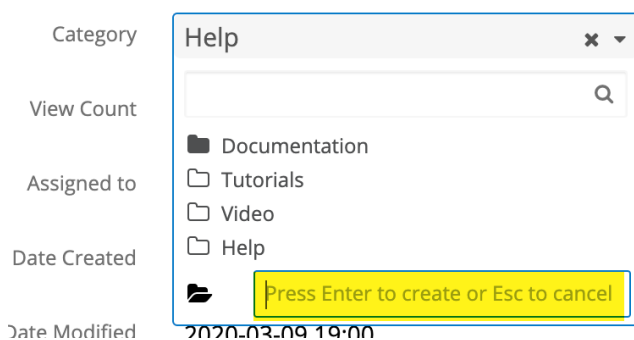 Category
Help
View Count
Documentation
Assigned to
Tutorials
Video
Help
Date Created
Press Enter to create or Esc to cancel
Date Modified
2020-03-09 19:00